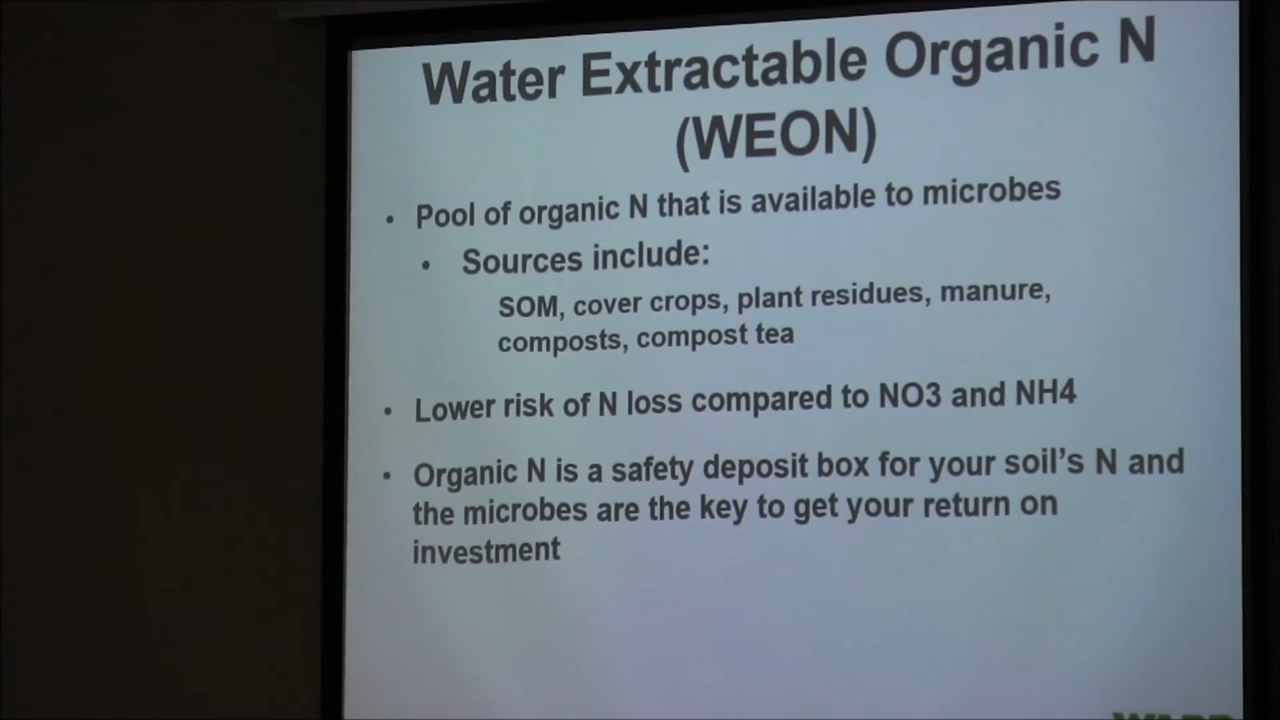 Water Extractable Organic N
(WEON)
• Pool of organic N that is available to microbes
• Sources include:
SOM, cover crops, plant residues, manure,
composts, compost tea
• Lower risk of N loss compared to NO3 and NH4
• Organic N is a safety deposit box for your soil's N and
the microbes are the key to get your return on
investment